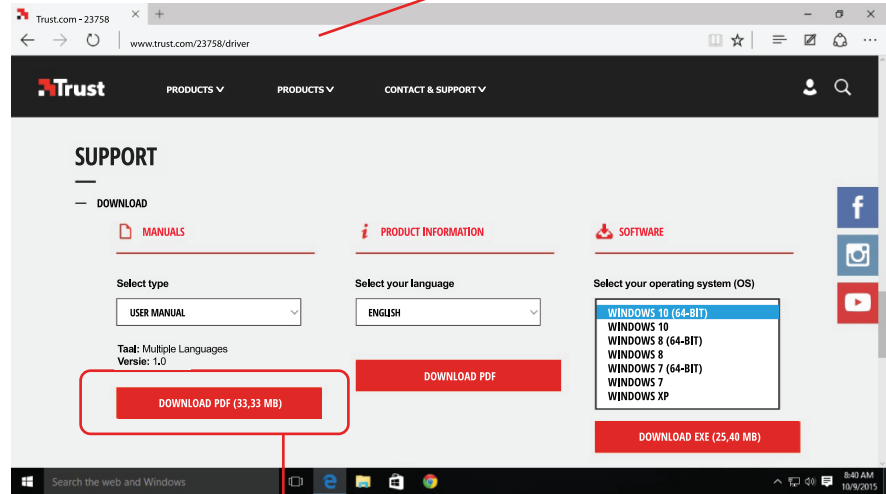 Trust.com - 23758
www.trust.com/23758/driver
Trust
PRODUCTS
PRODUCTS
CONTACT & SUPPORT
SUPPORT
DOWNLOAD
MANUALS
Select type
USER MANUAL
Taal: Multiple Languages
Versie: 1.0
DOWNLOAD PDF (33,33 MB)
PRODUCT INFORMATION
Select your language
ENGLISH
DOWNLOAD PDF
SOFTWARE
Select your operating system (OS)
WINDOWS 10 (64-BIT)
WINDOWS 10
WINDOWS 8 (64-BIT)
WINDOWS 8
WINDOWS 7 (64-BIT)
WINDOWS 7
WINDOWS XP
DOWNLOAD EXE (25,40 MB)
Search the web and Windows
8:40 AM
10/9/2015